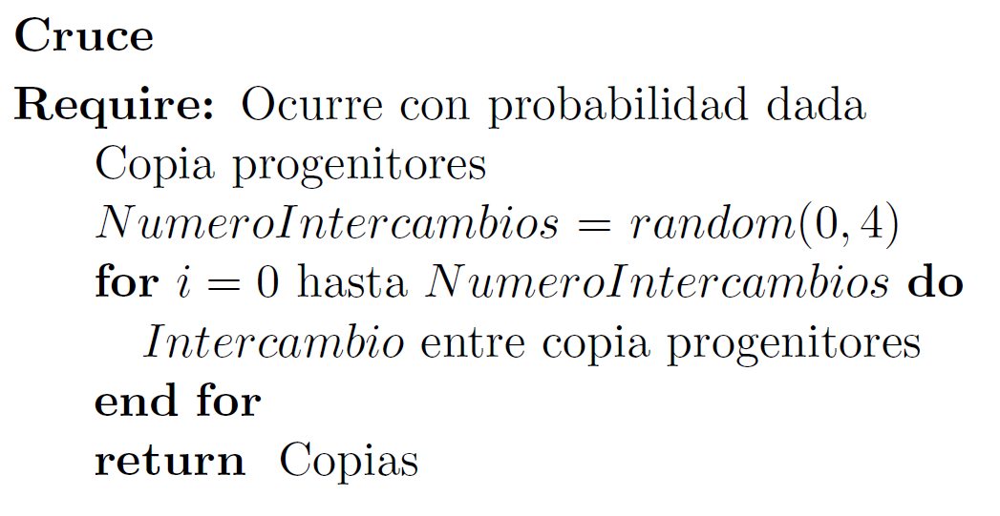 Cruce
Require: Ocurre con probabilidad dada
Copia progenitores
NumeroIntercambios = random(0, 4)
for i = 0 hasta NumeroIntercambios do
Intercambio entre copia progenitores
end for
return Copias